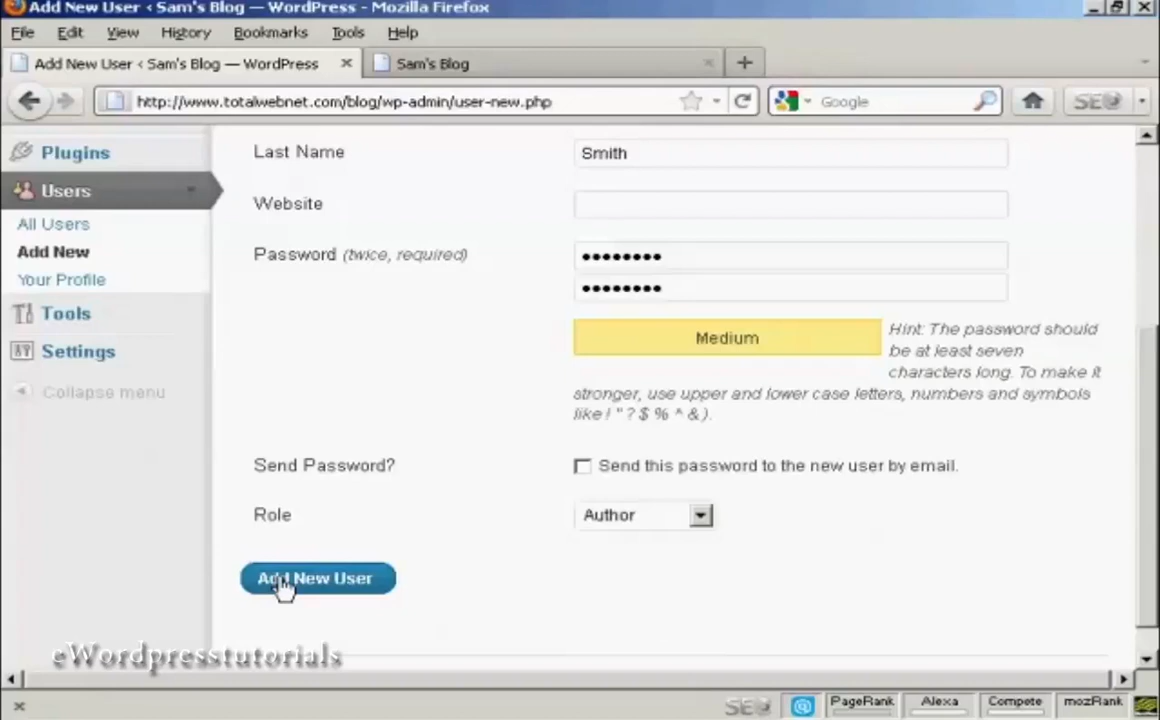 Add New User ‹ Sam's Blog — WordPress - Mozilla Firefox
File Edit View History Bookmarks Tools Help
Add New User ‹ Sam's Blog — WordPress
Sam's Blog
http://www.totalwebnet.com/blog/wp-admin/user-new.php
Google
SEO
Plugins
Users
All Users
Add New
Your Profile
Tools
Settings
Collapse menu
Last Name
Smith
Website
Password (twice, required)
••••••••
••••••••
Medium
Hint: The password should
be at least seven
characters long. To make it
stronger, use upper and lower case letters, numbers and symbols
like ! " ? $ % ^ & ).
Send Password?
Send this password to the new user by email.
Role
Author
Add New User
eWordpresstutorials
SEO
PageRank
Alexa
Compete
mozRank